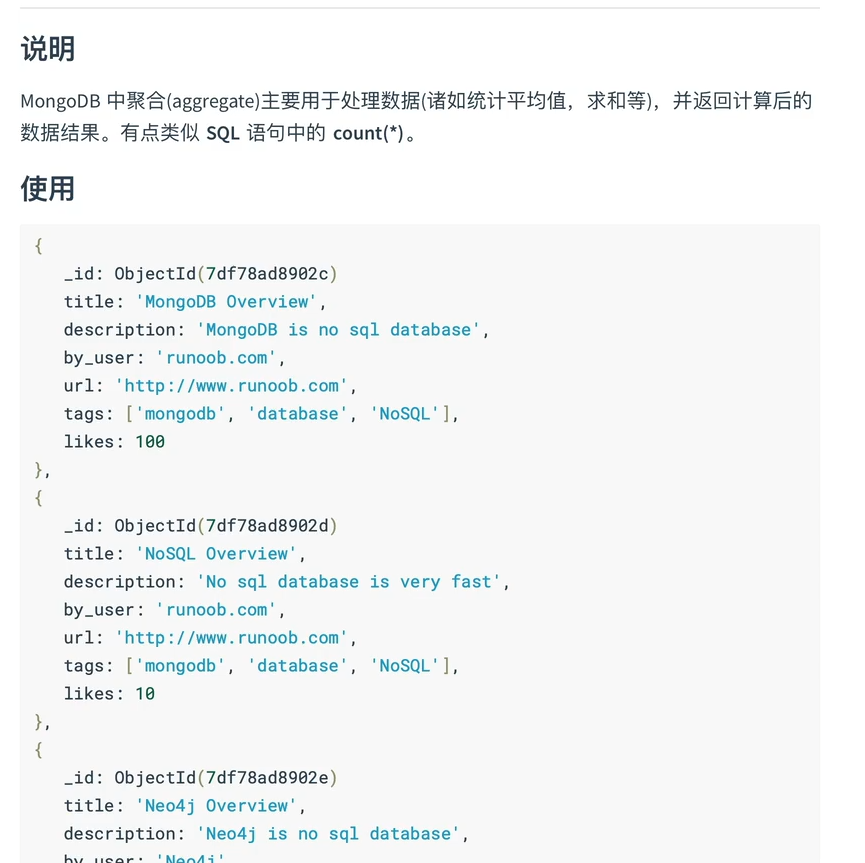 说明
MongoDB 中聚合(aggregate)主要用于处理数据(诸如统计平均值，求和等)，并返回计算后的
数据结果。有点类似 SQL 语句中的 count(*)。
使用
{
   _id: ObjectId(7df78ad8902c)
   title: 'MongoDB Overview',
   description: 'MongoDB is no sql database',
   by_user: 'runoob.com',
   url: 'http://www.runoob.com',
   tags: ['mongodb', 'database', 'NoSQL'],
   likes: 100
},
{
   _id: ObjectId(7df78ad8902d)
   title: 'NoSQL Overview',
   description: 'No sql database is very fast',
   by_user: 'runoob.com',
   url: 'http://www.runoob.com',
   tags: ['mongodb', 'database', 'NoSQL'],
   likes: 10
},
{
   _id: ObjectId(7df78ad8902e)
   title: 'Neo4j Overview',
   description: 'Neo4j is no sql database',
   by_user: 'Neo4j'